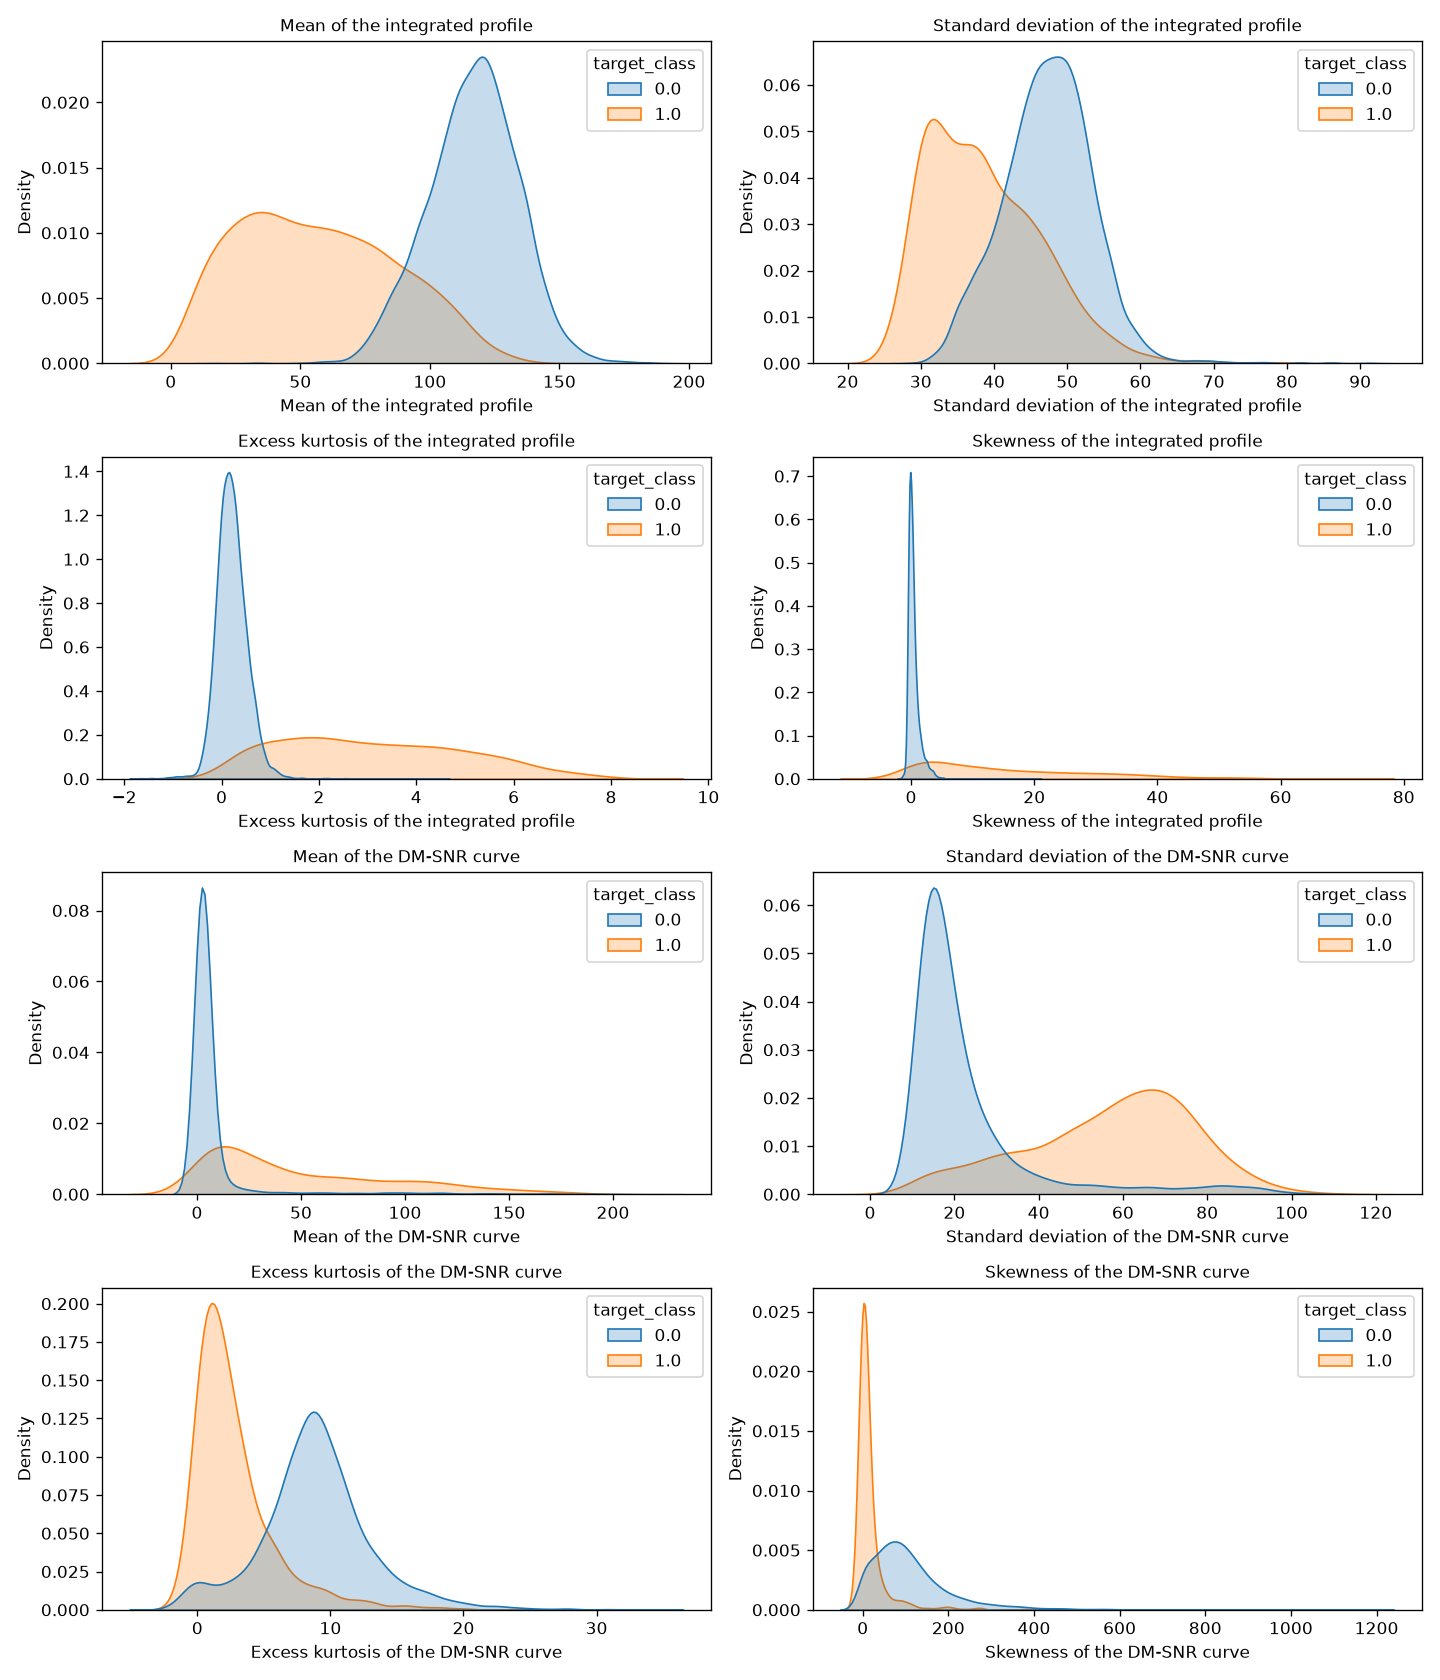 Mean of the integrated profile
Density
0.020
0.015
0.010
0.005
0.000
0 50 100 150 200
Mean of the integrated profile
target_class
0.0
1.0
Standard deviation of the integrated profile
Density
0.06
0.05
0.04
0.03
0.02
0.01
0.00
20 30 40 50 60 70 80 90
Standard deviation of the integrated profile
target_class
0.0
1.0
Excess kurtosis of the integrated profile
Density
1.4
1.2
1.0
0.8
0.6
0.4
0.2
0.0
−2 0 2 4 6 8 10
Excess kurtosis of the integrated profile
target_class
0.0
1.0
Skewness of the integrated profile
Density
0.7
0.6
0.5
0.4
0.3
0.2
0.1
0.0
0 20 40 60 80
Skewness of the integrated profile
target_class
0.0
1.0
Mean of the DM-SNR curve
Density
0.08
0.06
0.04
0.02
0.00
0 50 100 150 200
Mean of the DM-SNR curve
target_class
0.0
1.0
Standard deviation of the DM-SNR curve
Density
0.06
0.05
0.04
0.03
0.02
0.01
0.00
0 20 40 60 80 100 120
Standard deviation of the DM-SNR curve
target_class
0.0
1.0
Excess kurtosis of the DM-SNR curve
Density
0.200
0.175
0.150
0.125
0.100
0.075
0.050
0.025
0.000
0 10 20 30
Excess kurtosis of the DM-SNR curve
target_class
0.0
1.0
Skewness of the DM-SNR curve
Density
0.025
0.020
0.015
0.010
0.005
0.000
0 200 400 600 800 1000 1200
Skewness of the DM-SNR curve
target_class
0.0
1.0